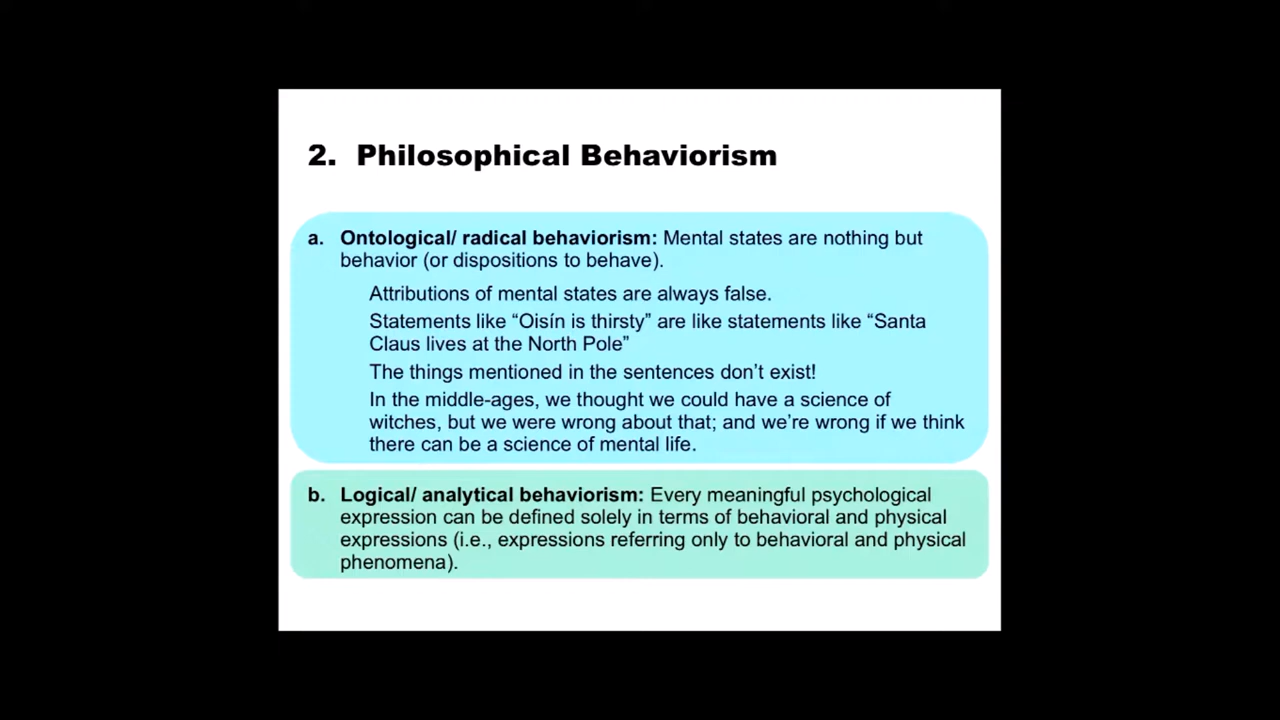 2. Philosophical Behaviorism
a. Ontological/ radical behaviorism: Mental states are nothing but
behavior (or dispositions to behave).
Attributions of mental states are always false.
Statements like “Oisín is thirsty” are like statements like “Santa
Claus lives at the North Pole”
The things mentioned in the sentences don’t exist!
In the middle-ages, we thought we could have a science of
witches, but we were wrong about that; and we’re wrong if we think
there can be a science of mental life.
b. Logical/ analytical behaviorism: Every meaningful psychological
expression can be defined solely in terms of behavioral and physical
expressions (i.e., expressions referring only to behavioral and physical
phenomena).